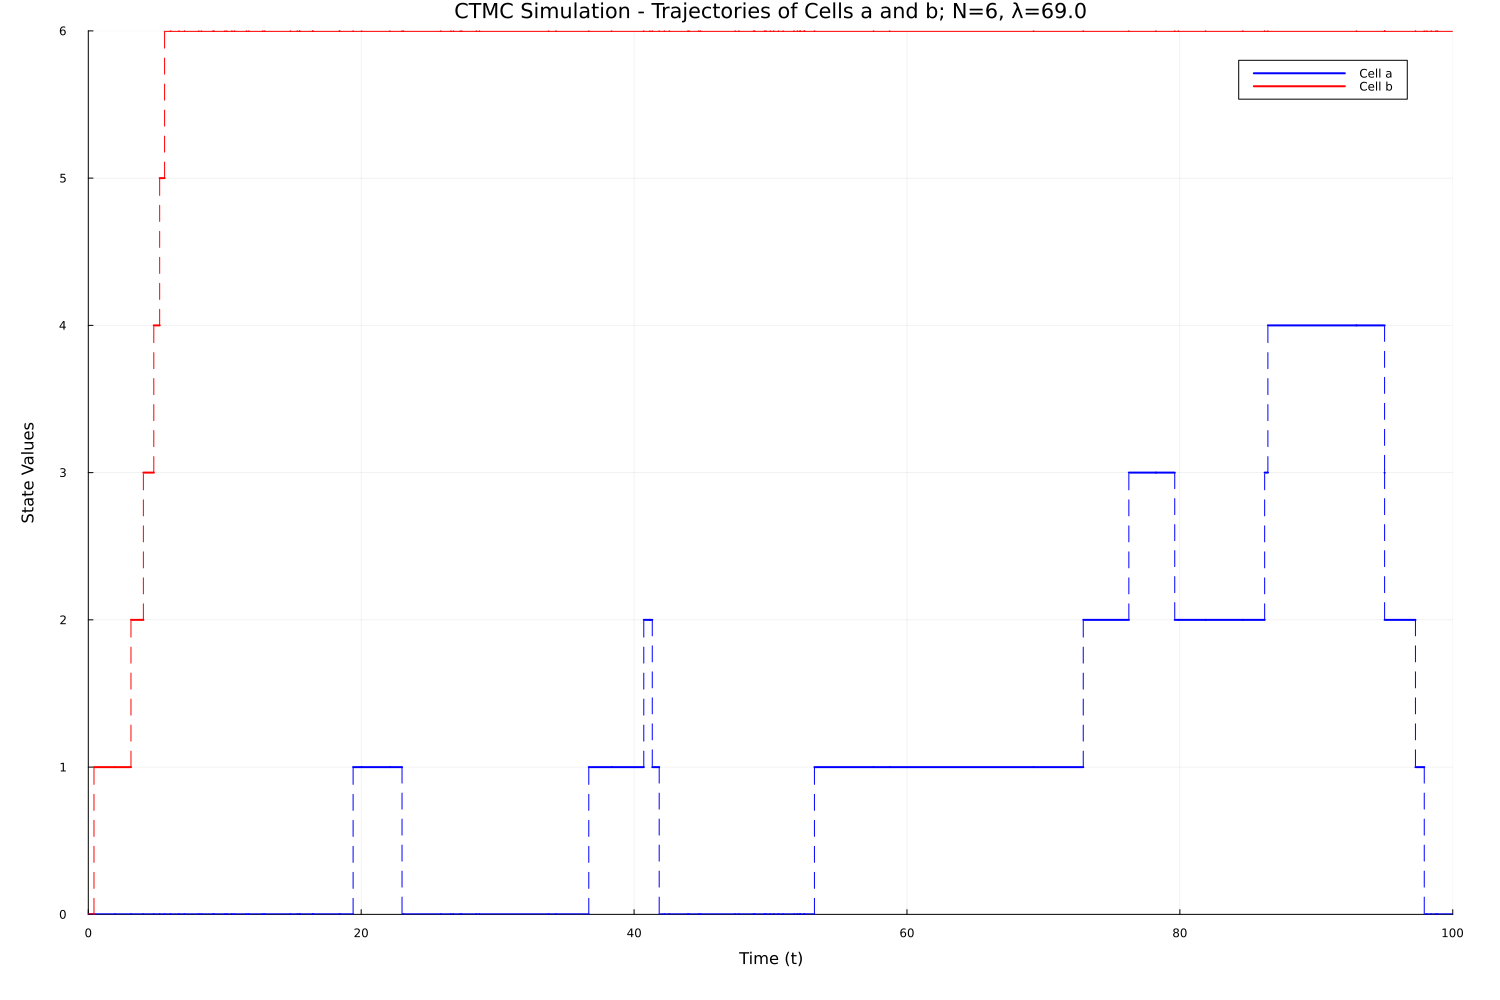 CTMC Simulation - Trajectories of Cells a and b; N=6, λ=69.0
6
Cell a
Cell b
5
4
State Values
3
2
1
0
0 20 40 60 80 100
Time (t)